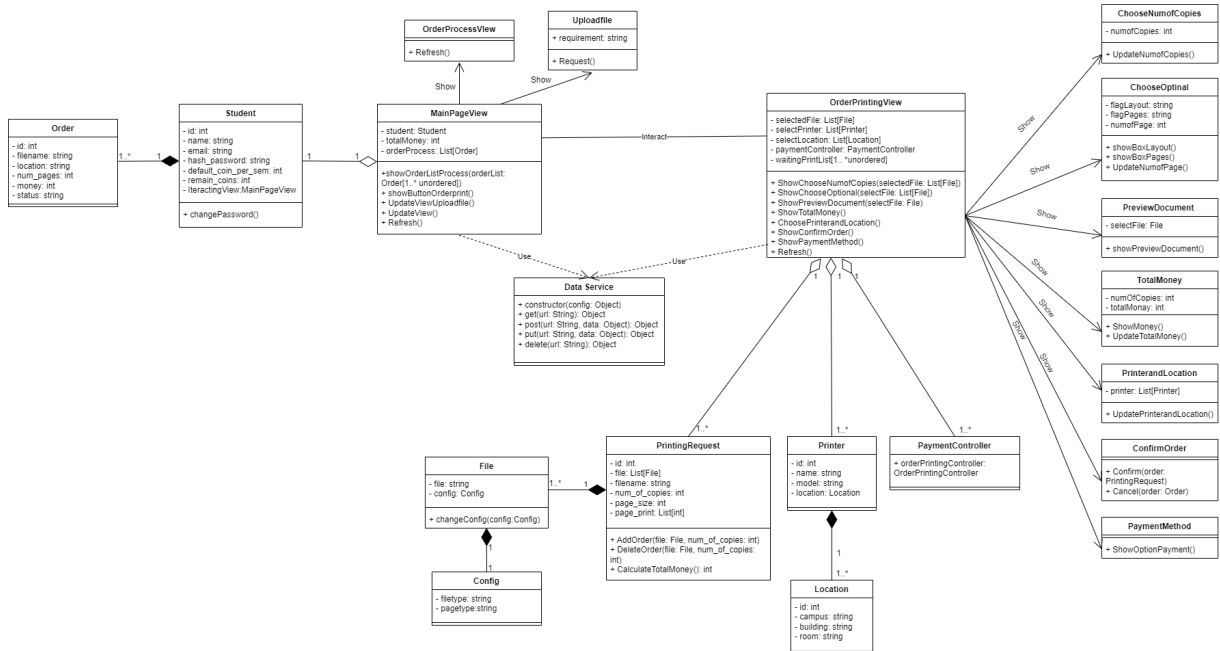 OrderProcessView
+ Refresh()
Uploadfile
+ requirement: string
+ Request()
Show
Show
Order
- id: int
- filename: string
- location: string
- num_pages: int
- money: int
- status: string
1..*
1
Student
- id: int
- name: string
- email: string
- hash_password: string
- default_coin_per_sem: int
- remain_coins: int
- IteractingView:MainPageView
+ changePassword()
1
1
MainPageView
- student: Student
- totalMoney: int
- orderProcess: List[Order]
+showOrderListProcess(orderList:
Order[1..* unordered])
+ showButtonOrderprint()
+ UpdateViewUploadfile()
+ UpdateView()
+ Refresh()
Interact
OrderPrintingView
- selectedFile: List[File]
- selectPrinter: List[Printer]
- selectLocation: List[Location]
- paymentController: PaymentController
- waitingPrintList[1.. *unordered]
+ ShowChooseNumofCopies(selectedFile: List[File])
+ ShowChooseOptional(selectFile: List[File])
+ ShowPreviewDocument(selectFile: File)
+ ShowTotalMoney()
+ ChoosePrinterandLocation()
+ ShowConfirmOrder()
+ ShowPaymentMethod()
+ Refresh()
Use
Use
Data Service
+ constructor(config: Object)
+ get(url: String): Object
+ post(url: String, data: Object): Object
+ put(url: String, data: Object): Object
+ delete(url: String): Object
Show
Show
Show
Show
Show
Show
Show
ChooseNumofCopies
- numofCopies: int
+ UpdateNumofCopies()
ChooseOptinal
- flagLayout: string
- flagPages: string
- numofPage: int
+ showBoxLayout()
+ showBoxPages()
+ UpdateNumofPage()
PreviewDocument
- selectFile: File
+ showPreviewDocument()
TotalMoney
- numOfCopies: int
- totalMonay: int
+ ShowMoney()
+ UpdateTotalMoney()
PrinterandLocation
- printer: List[Printer]
+ UpdatePrinterandLocation()
ConfirmOrder
+ Confirm(order:
PrintingRequest)
+ Cancel(order: Order)
PaymentMethod
+ ShowOptionPayment()
1
1
1
1..*
1..*
1..*
PrintingRequest
- id: int
- file: List[File]
- filename: string
- num_of_copies: int
- page_size: int
- page_print: List[int]
+ AddOrder(file: File, num_of_copies: int)
+ DeleteOrder(file: File, num_of_copies:
int)
+ CalculateTotalMoney(): int
Printer
- id: int
- name: string
- model: string
- location: Location
PaymentController
+ orderPrintingController:
OrderPrintingController
File
- file: string
- config: Config
+ changeConfig(config:Config)
1..*
1
1
1
Config
- filetype: string
- pagetype:string
1
1..*
Location
- id: int
- campus: string
- building: string
- room: string